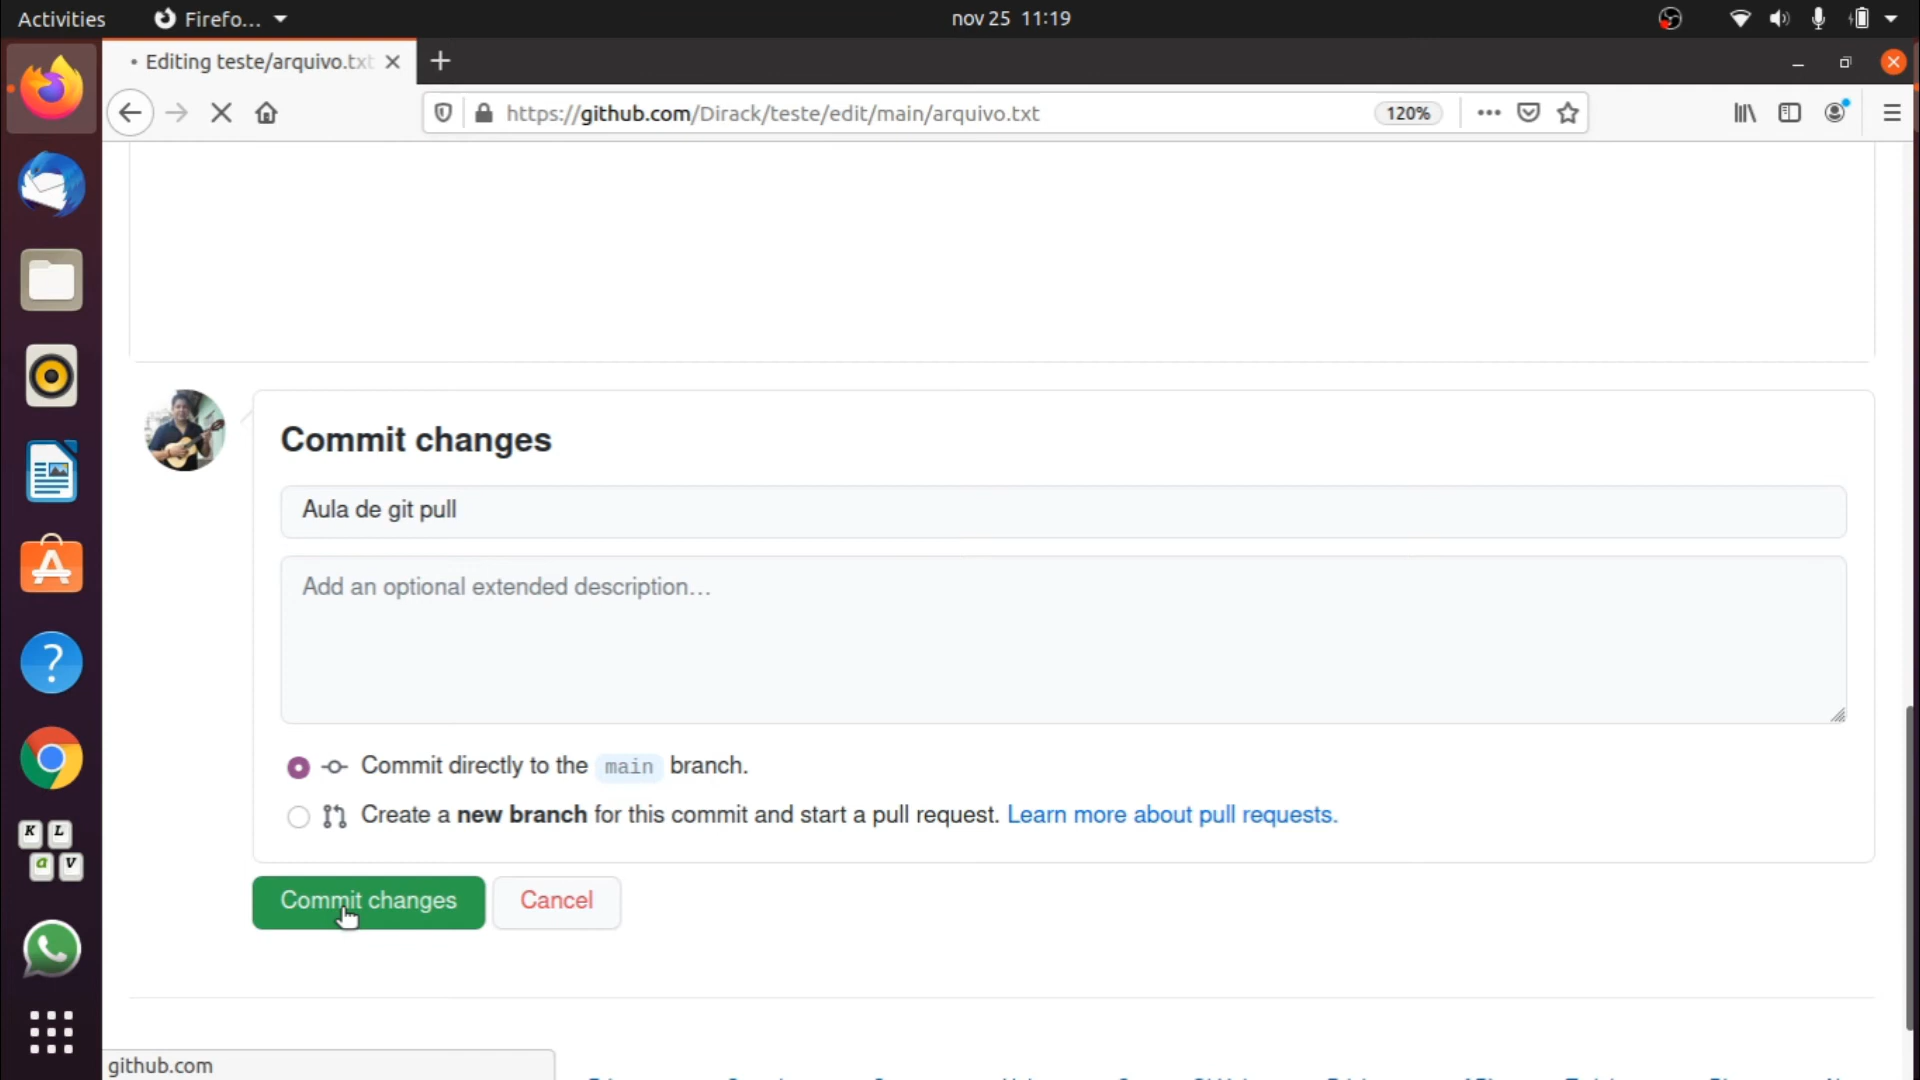 Activities
Firefo...
nov 25 11:19
Editing teste/arquivo.txt
https://github.com/Dirack/teste/edit/main/arquivo.txt
120%
Commit changes
Aula de git pull
Add an optional extended description…
Commit directly to the main branch.
Create a new branch for this commit and start a pull request. Learn more about pull requests.
Commit changes
Cancel
K L
a V
github.com